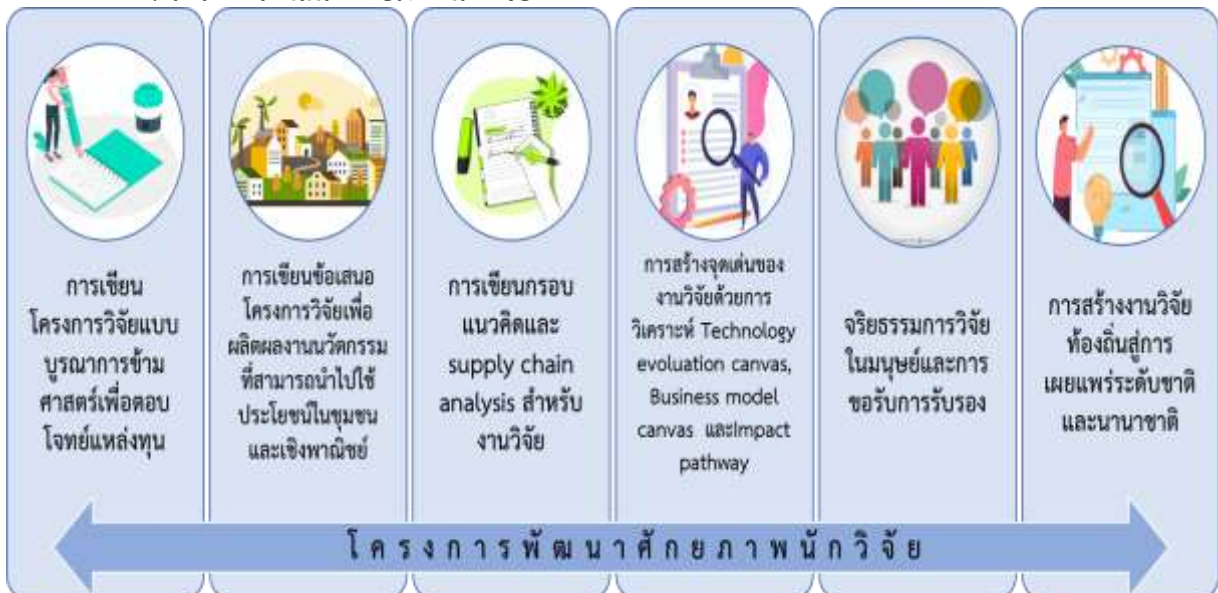 การเขียน
โครงการวิจัยแบบ
บูรณาการข้าม
ศาสตร์เพื่อตอบ
โจทย์แหล่งทุน
การเขียนข้อเสนอ
โครงการวิจัยเพื่อ
ผลิตผลงานนวัตกรรม
ที่สามารถนำไปใช้
ประโยชน์ในชุมชน
และเชิงพาณิชย์
การเขียนกรอบ
แนวคิดและ
supply chain
analysis สำหรับ
งานวิจัย
การสร้างจุดเด่นของ
งานวิจัยด้วยการ
วิเคราะห์ Technology
evoluation canvas,
Business model
canvas และImpact
pathway
จริยธรรมการวิจัย
ในมนุษย์และการ
ขอรับการรับรอง
การสร้างงานวิจัย
ท้องถิ่นสู่การ
เผยแพร่ระดับชาติ
และนานาชาติ
โครงการพัฒนาศักยภาพนักวิจัย